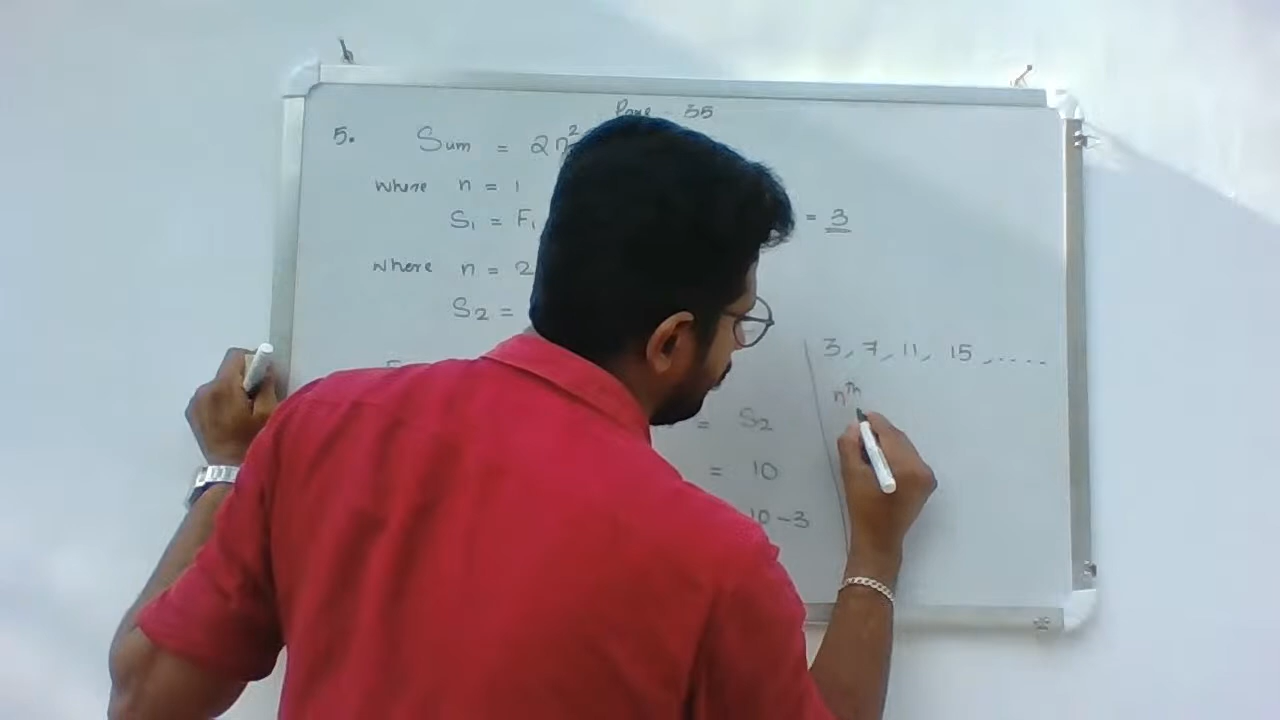 55
5. Sum = 2n²
where n = 1
S₁ = F₁ = 3
where n = 2
S₂ =
3, 7, 11, 15, .....
nth
= S₂
= 10
10 - 3